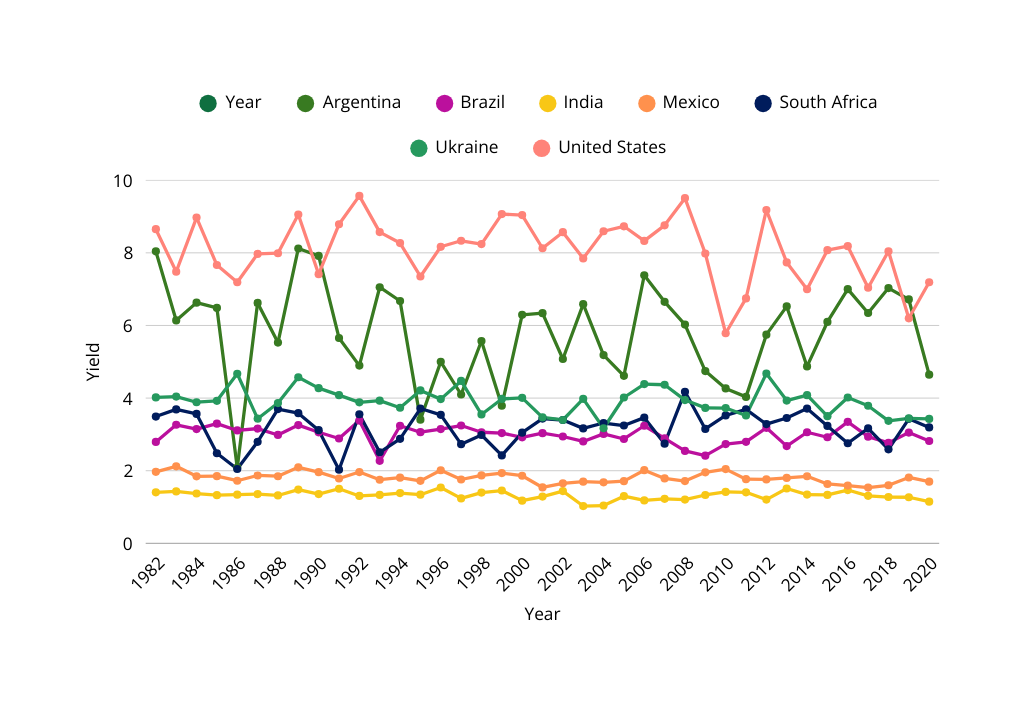 Year Argentina Brazil India Mexico South Africa
Ukraine United States
10
8
6
4
2
0
Yield
1982 1984 1986 1988 1990 1992 1994 1996 1998 2000 2002 2004 2006 2008 2010 2012 2014 2016 2018 2020
Year